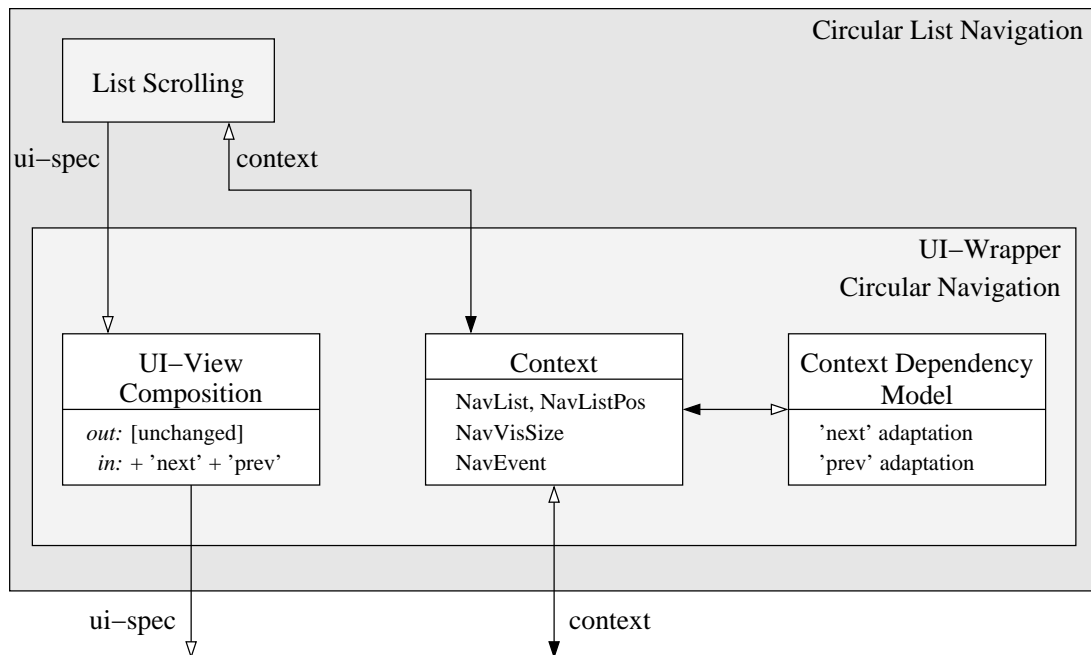 Circular List Navigation
List Scrolling
ui−spec
context
UI−Wrapper
Circular Navigation
UI−View
Composition
out: [unchanged]
in: + 'next' + 'prev'
Context
NavList, NavListPos
NavVisSize
NavEvent
Context Dependency
Model
'next' adaptation
'prev' adaptation
ui−spec
context